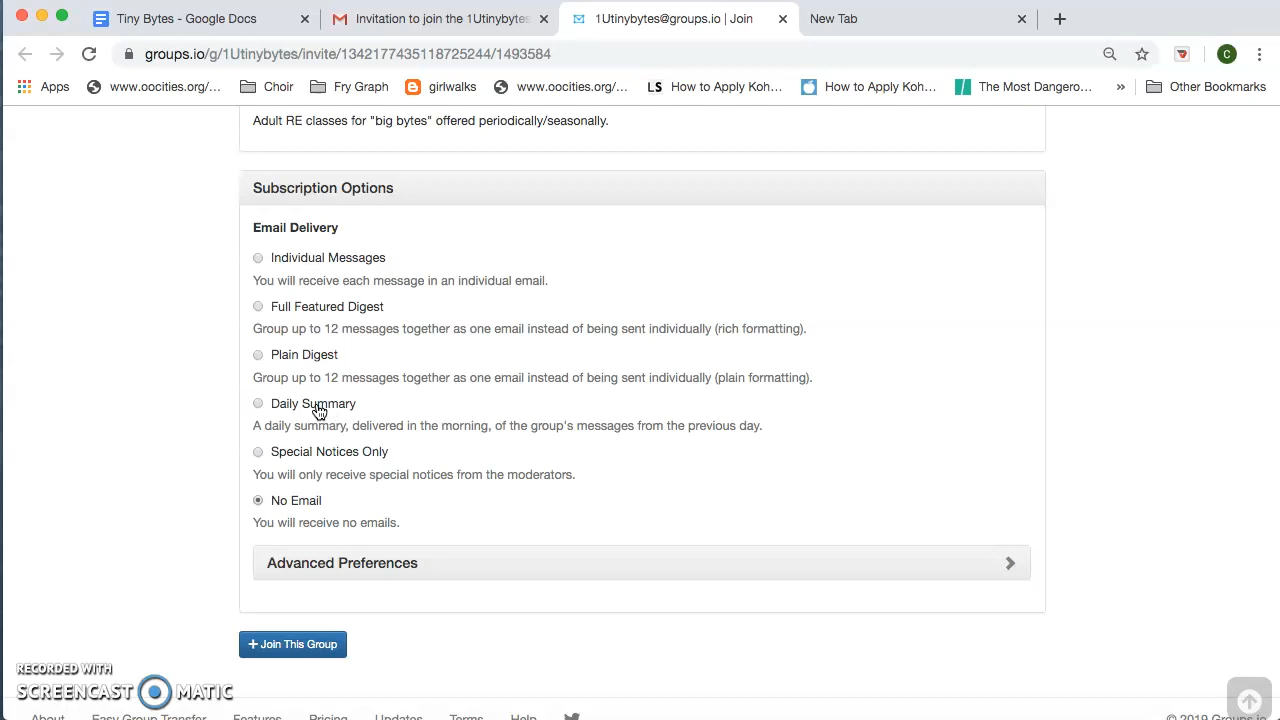 Tiny Bytes - Google Docs
Invitation to join the 1Utinybytes
1Utinybytes@groups.io | Join
New Tab
groups.io/g/1Utinybytes/invite/1342177435118725244/1493584
C
Apps
www.oocities.org/...
Choir
Fry Graph
girlwalks
www.oocities.org/...
LS How to Apply Koh...
How to Apply Koh...
The Most Dangero...
»
Other Bookmarks
Adult RE classes for "big bytes" offered periodically/seasonally.
Subscription Options
Email Delivery
Individual Messages
You will receive each message in an individual email.
Full Featured Digest
Group up to 12 messages together as one email instead of being sent individually (rich formatting).
Plain Digest
Group up to 12 messages together as one email instead of being sent individually (plain formatting).
Daily Summary
A daily summary, delivered in the morning, of the group's messages from the previous day.
Special Notices Only
You will only receive special notices from the moderators.
No Email
You will receive no emails.
Advanced Preferences
+ Join This Group
RECORDED WITH
SCREENCAST MATIC
About
Easy Group Transfer
Features
Pricing
Updates
Terms
Help
© 2019 Groups.io